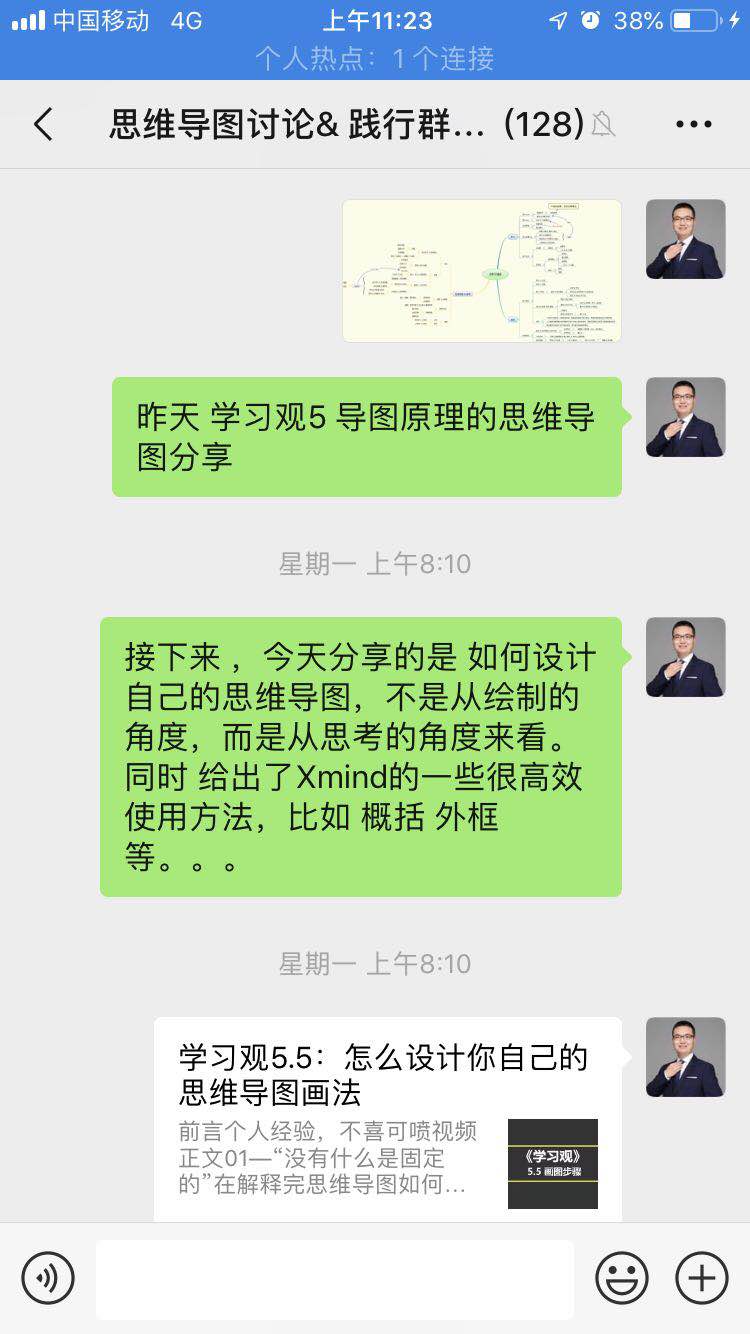 中国移动 4G 上午11:23 38%
个人热点：1 个连接
思维导图讨论& 践行群... (128)
昨天 学习观5 导图原理的思维导
图分享
星期一 上午8:10
接下来 ，今天分享的是 如何设计
自己的思维导图，不是从绘制的
角度，而是从思考的角度来看。
同时 给出了Xmind的一些很高效
使用方法，比如 概括 外框
等。。。
星期一 上午8:10
学习观5.5：怎么设计你自己的
思维导图画法
前言个人经验，不喜可喷视频
正文01—“没有什么是固定
的”在解释完思维导图如何...
《学习观》
5.5 画图步骤